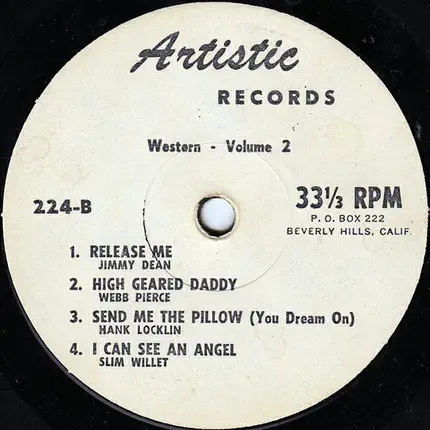 Artistic
RECORDS
Western - Volume 2
224-B
33⅓ RPM
P. O. BOX 222
BEVERLY HILLS, CALIF.
1. RELEASE ME
JIMMY DEAN
2. HIGH GEARED DADDY
WEBB PIERCE
3. SEND ME THE PILLOW (You Dream On)
HANK LOCKLIN
4. I CAN SEE AN ANGEL
SLIM WILLET